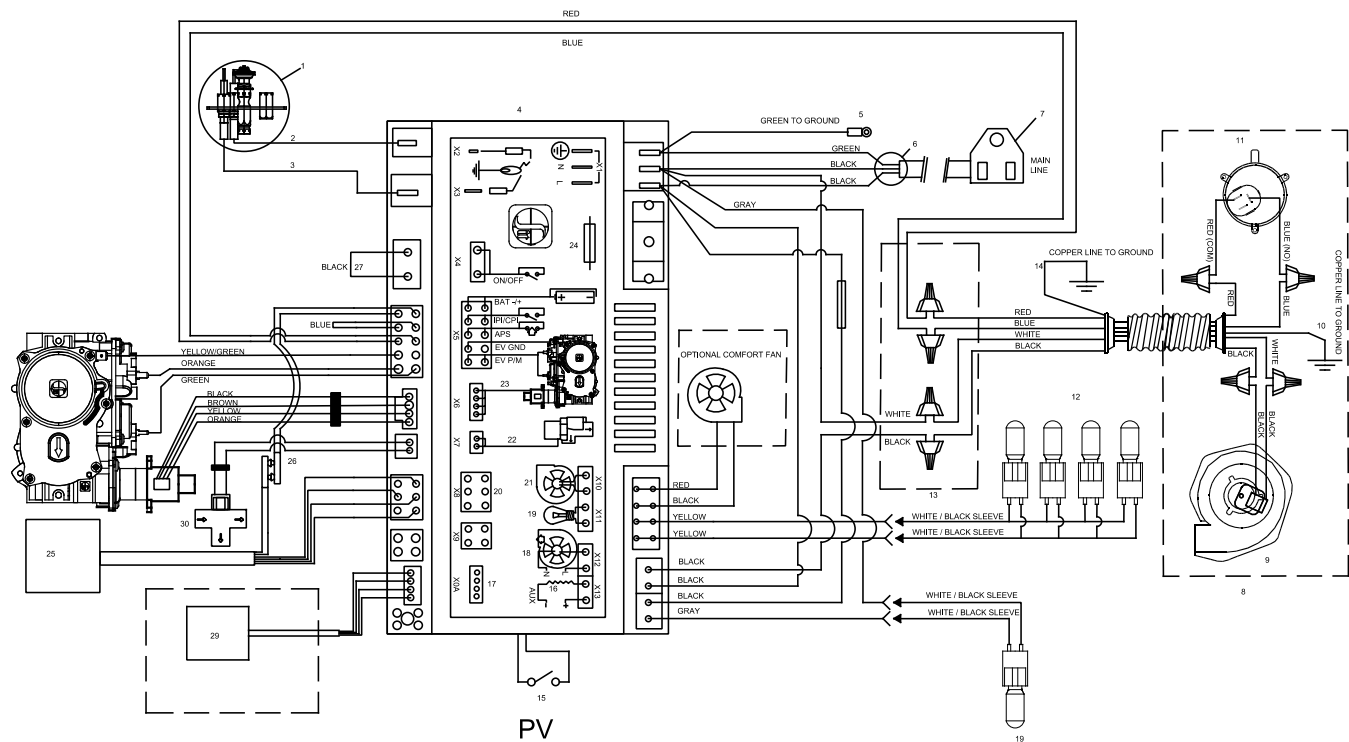 RED
BLUE
1
2
3
4
5
GREEN TO GROUND
6
7
GREEN
BLACK
BLACK
MAIN
LINE
GRAY
X2
X3
N
L
X1
24
X4
ON/OFF
BLACK
27
BLUE
BAT -/+
IPI/CPI
APS
EV GND
EV P/M
X5
YELLOW/GREEN
ORANGE
GREEN
BLACK
BROWN
YELLOW
ORANGE
X6
23
X7
22
26
X8
20
21
X10
19
X11
X9
18
X12
N
L
X0A
17
16
AUX
+
X13
30
25
29
15
PV
OPTIONAL COMFORT FAN
RED
BLACK
YELLOW
YELLOW
BLACK
BLACK
BLACK
GRAY
WHITE
BLACK
13
COPPER LINE TO GROUND
14
RED
BLUE
WHITE
BLACK
11
RED (COM)
BLUE (NO)
COPPER LINE TO GROUND
RED
BLUE
10
BLACK
WHITE
BLACK
BLACK
12
9
8
WHITE / BLACK SLEEVE
WHITE / BLACK SLEEVE
WHITE / BLACK SLEEVE
WHITE / BLACK SLEEVE
19